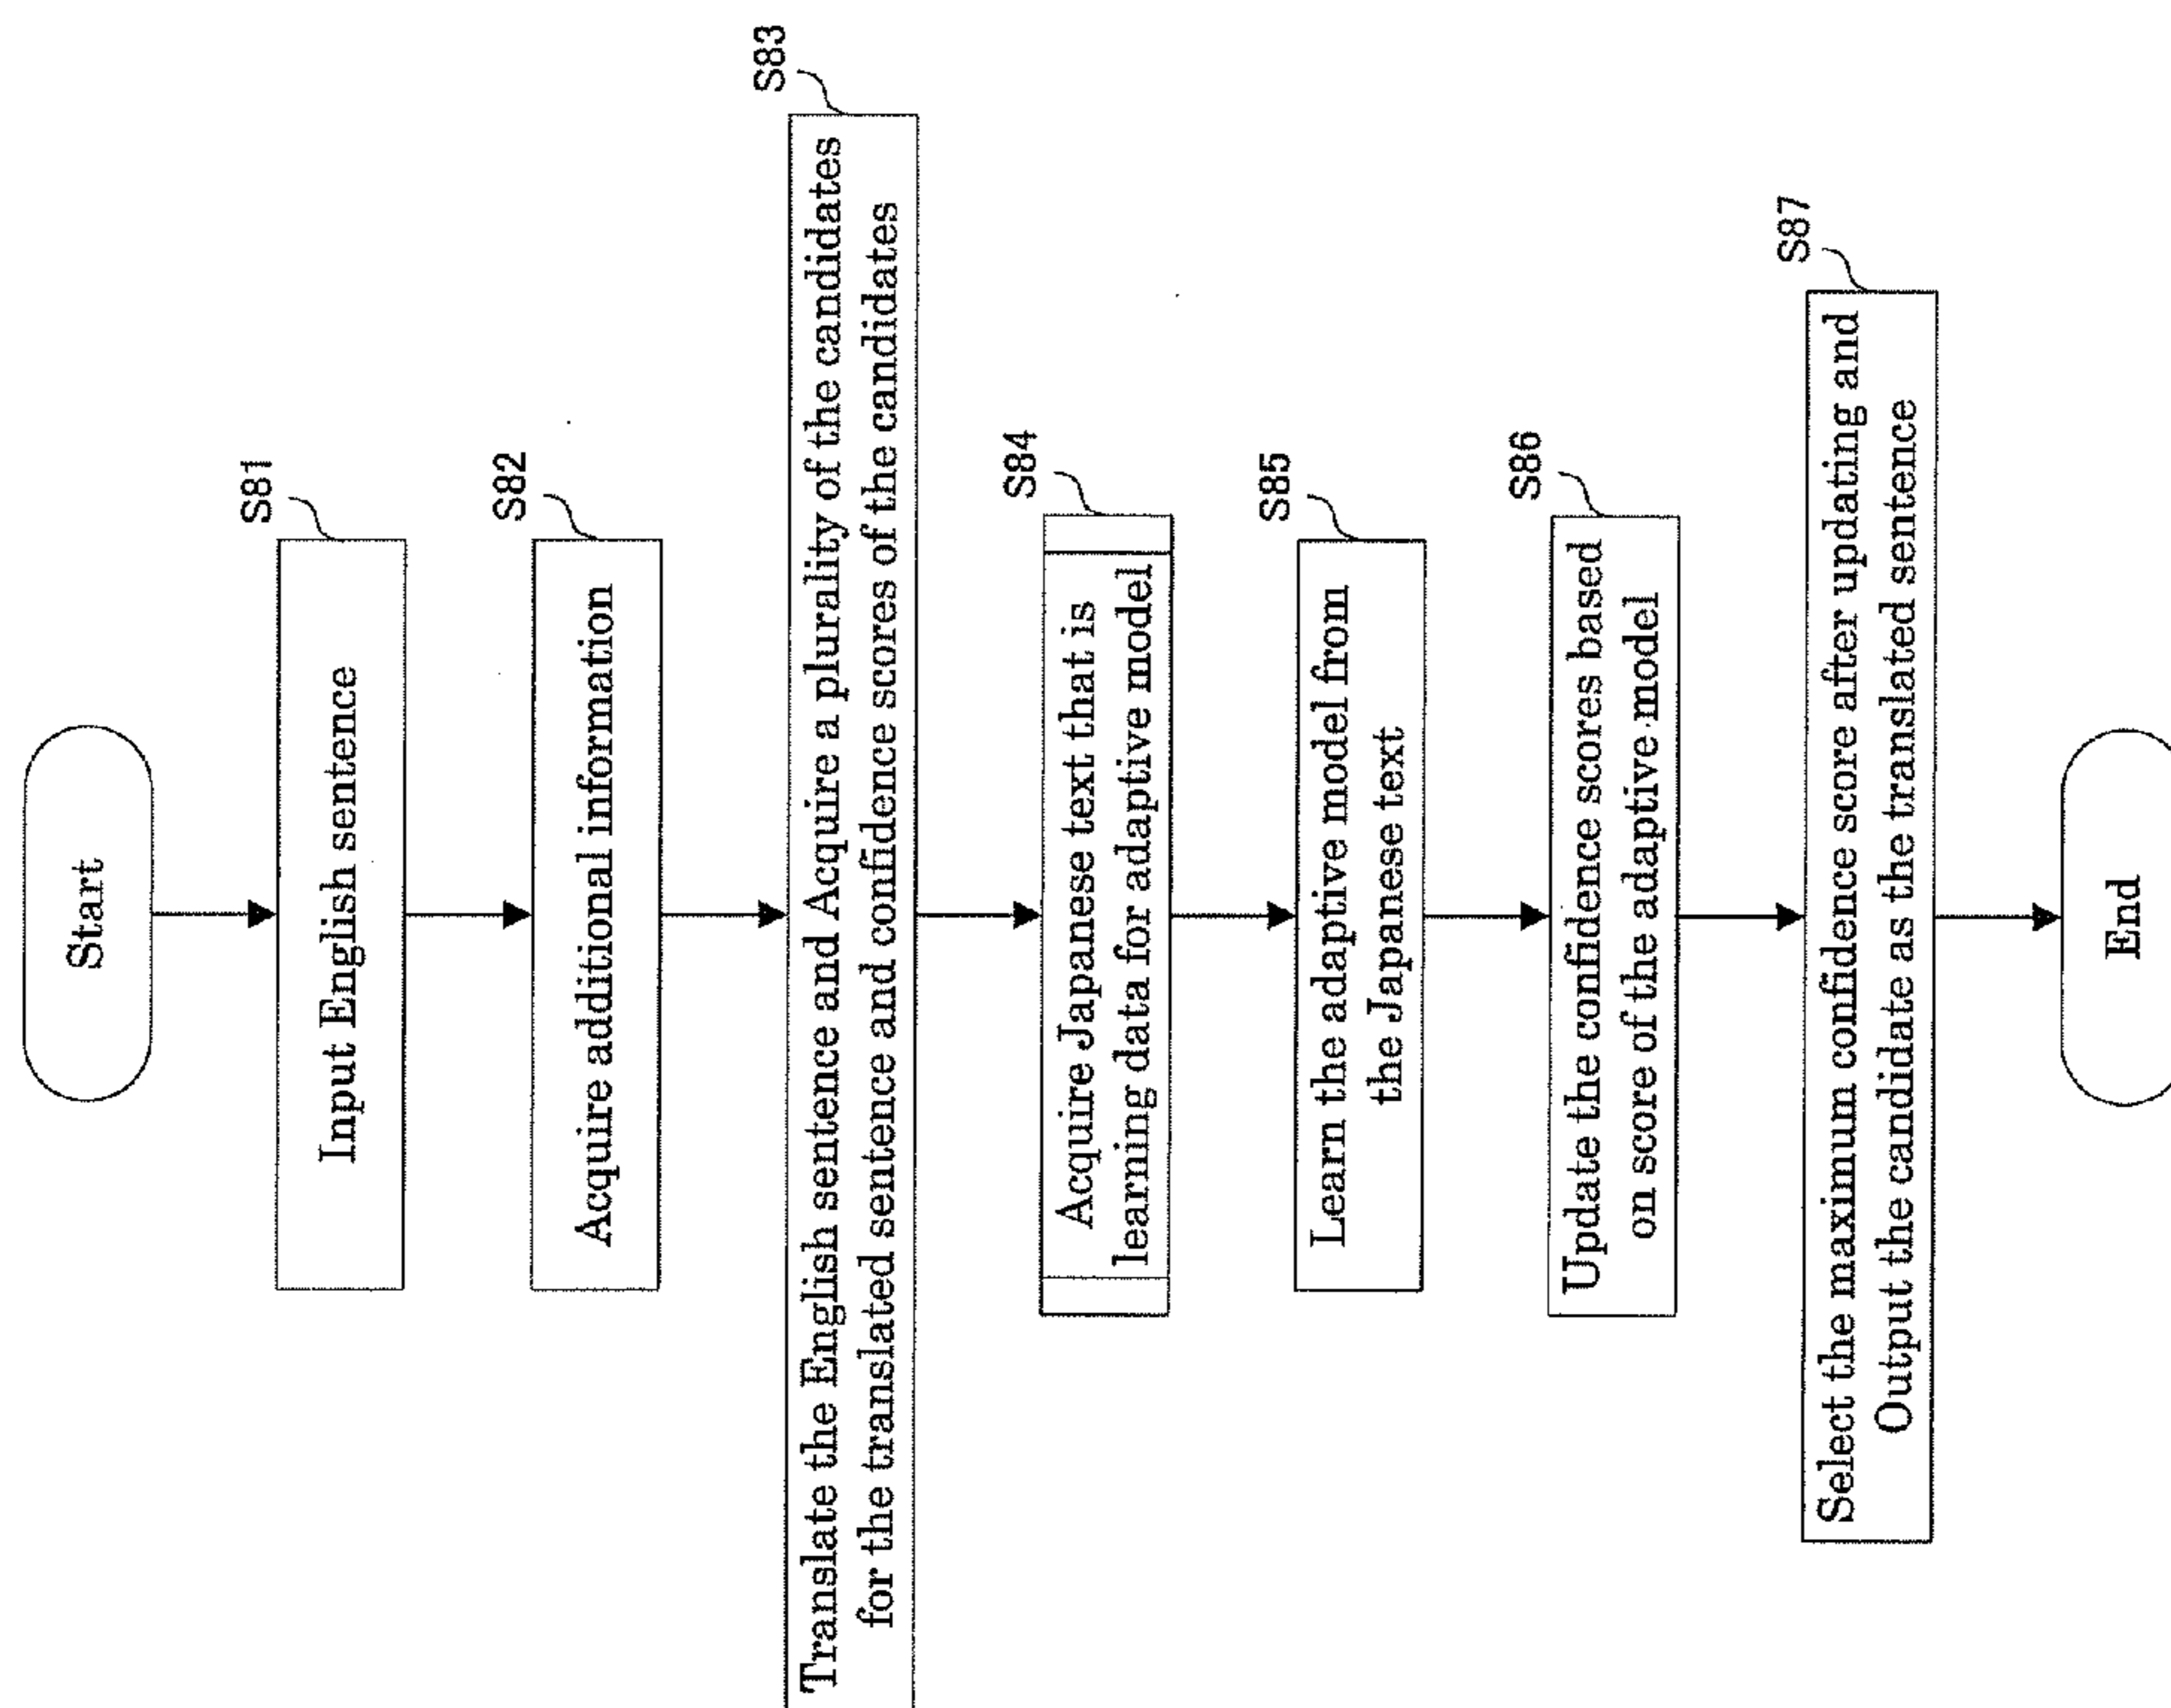 Start
S81
Input English sentence
S82
Acquire additional information
S83
Translate the English sentence and Acquire a plurality of the candidates
for the translated sentence and confidence scores of the candidates
S84
Acquire Japanese text that is
learning data for adaptive model
S85
Learn the adaptive model from
the Japanese text
S86
Update the confidence scores based
on score of the adaptive model
S87
Select the maximum confidence score after updating and
Output the candidate as the translated sentence
End